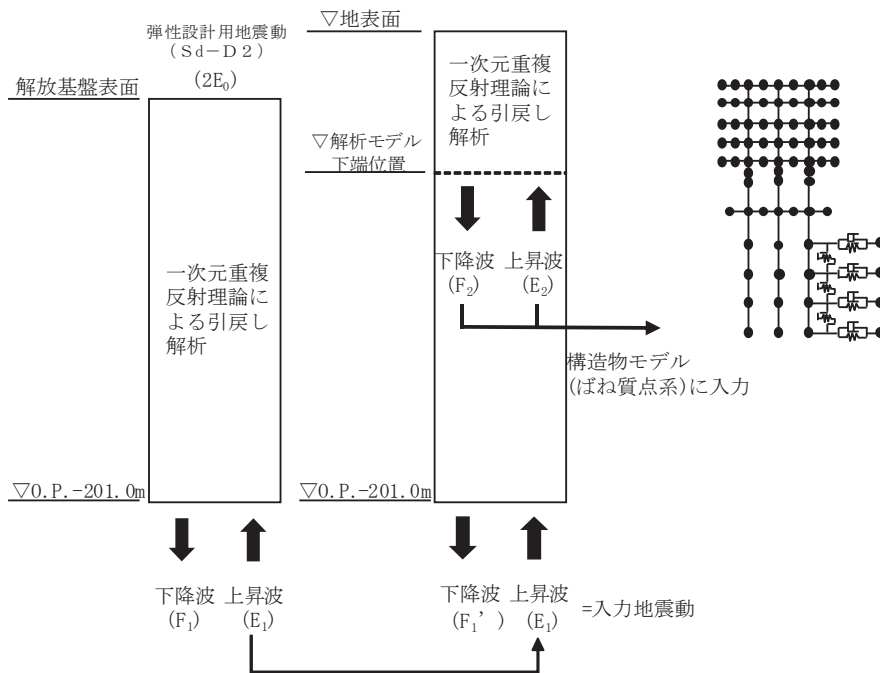 弾性設計用地震動
(Sd－D2)
(2E₀)
解放基盤表面
一次元重複
反射理論に
よる引戻し
解析
▽O.P.-201.0m
下降波
(F₁)
上昇波
(E₁)
▽地表面
一次元重複
反射理論に
よる引戻し
解析
▽解析モデル
下端位置
下降波
(F₂)
上昇波
(E₂)
構造物モデル
(ばね質点系)に入力
▽O.P.-201.0m
下降波
(F₁’)
上昇波
(E₁)
=入力地震動